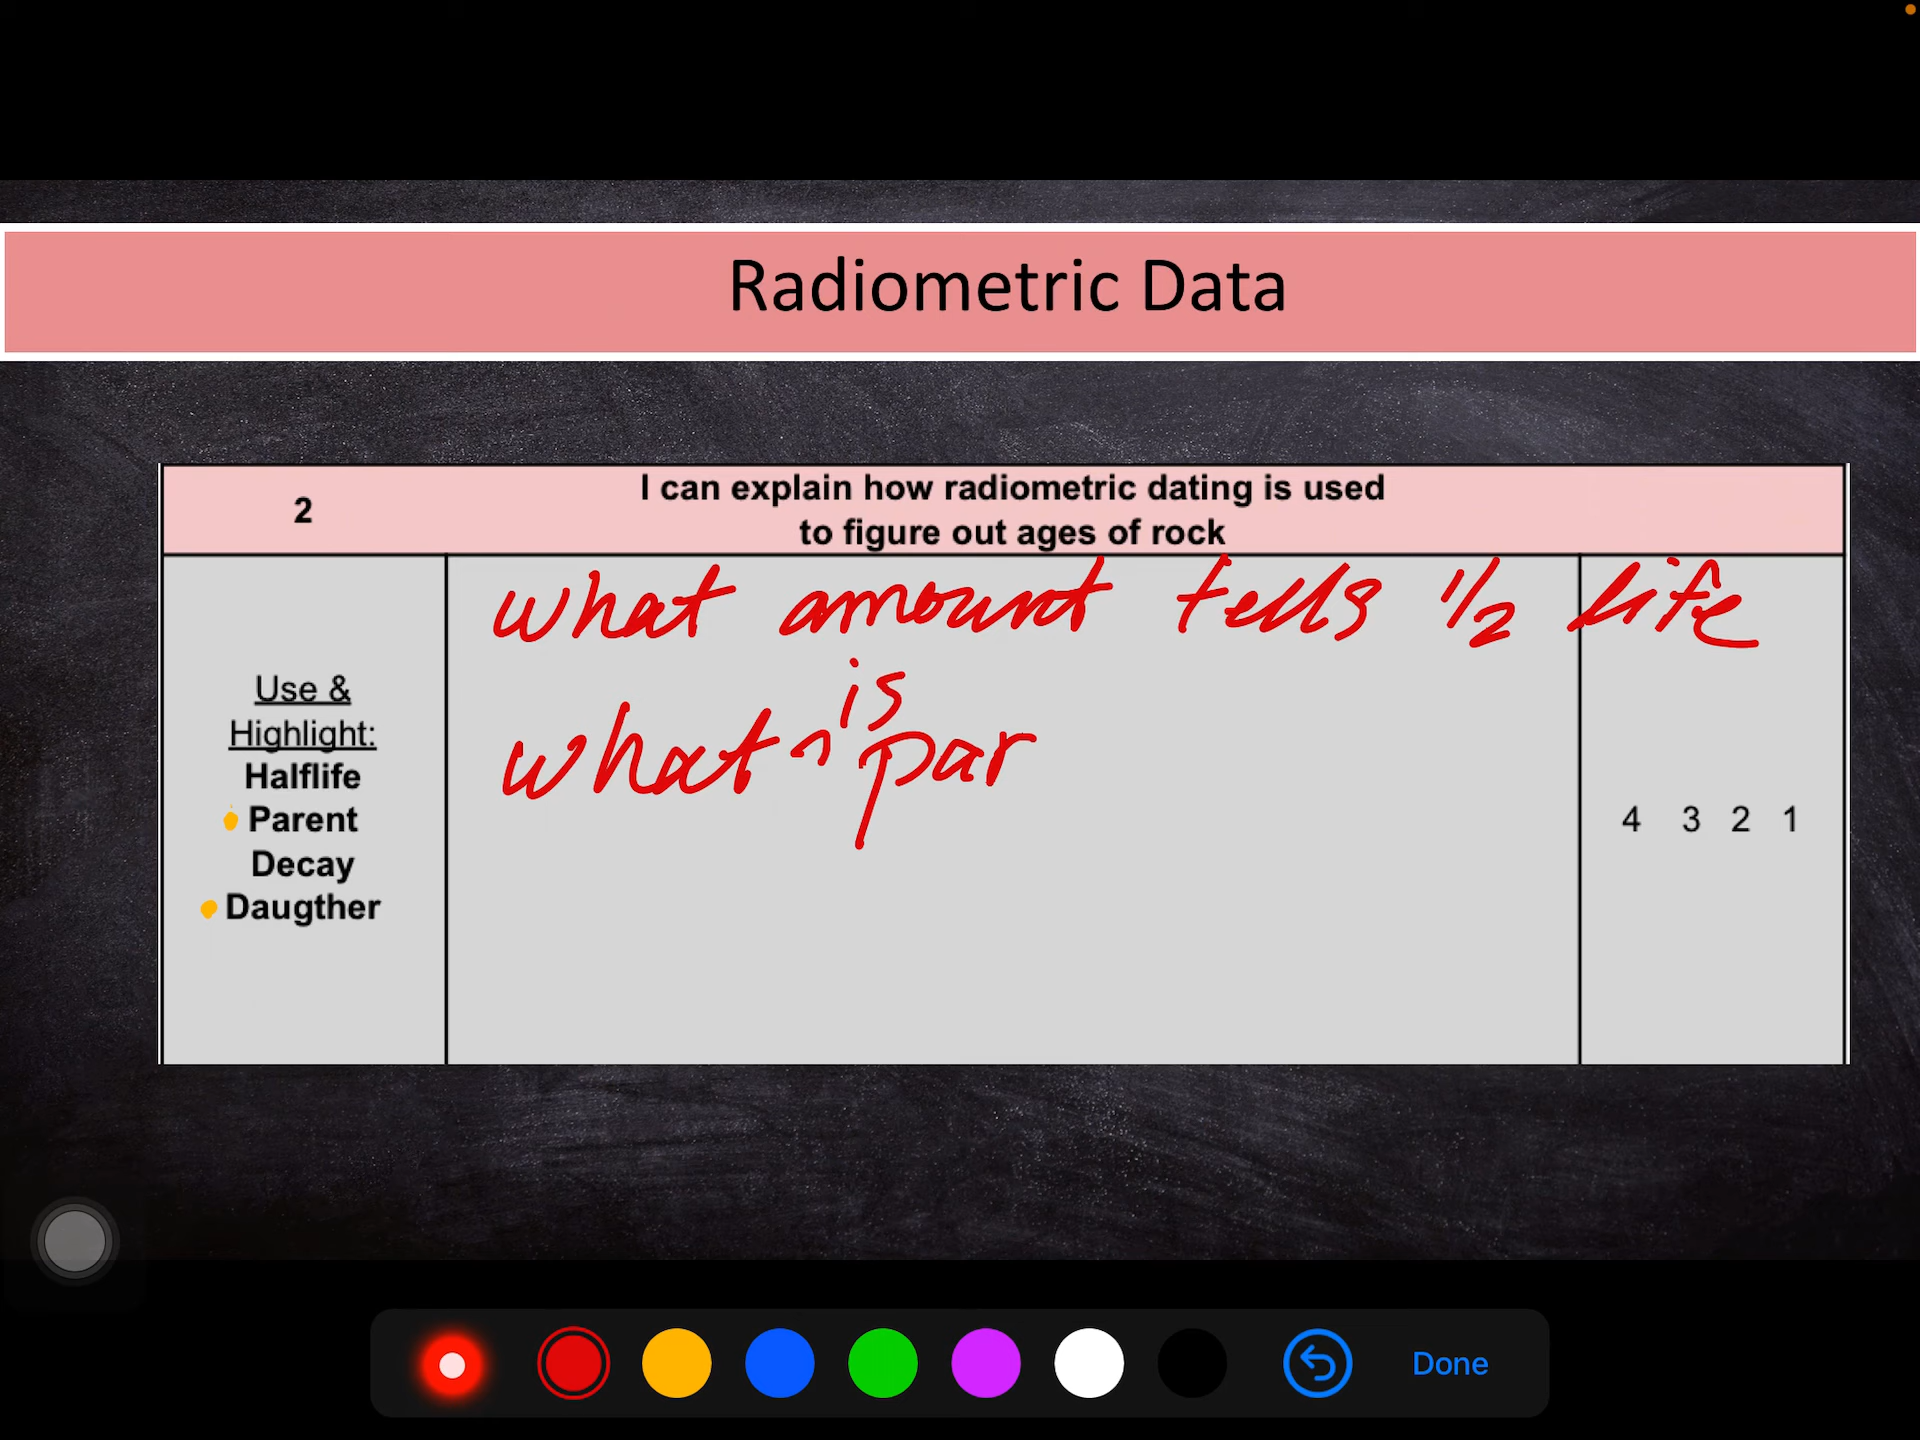 Radiometric Data
2
I can explain how radiometric dating is used
to figure out ages of rock
what amount tells 1/2 life
is
what ^ par
Use &
Highlight:
Halflife
Parent
Decay
Daugther
4 3 2 1
Done